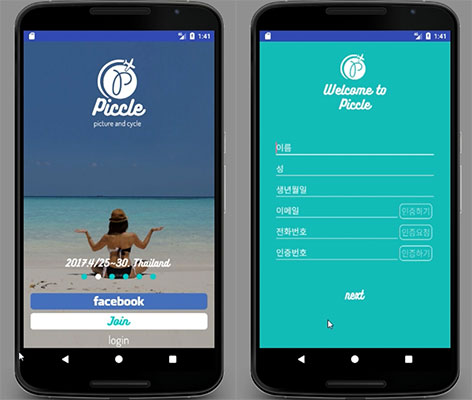 1:41
Piccle
picture and cycle
2017.4/25~30. Thailand
facebook
Join
login
1:41
Welcome to
Piccle
이름
성
생년월일
이메일
인증하기
전화번호
인증요청
인증번호
인증하기
next